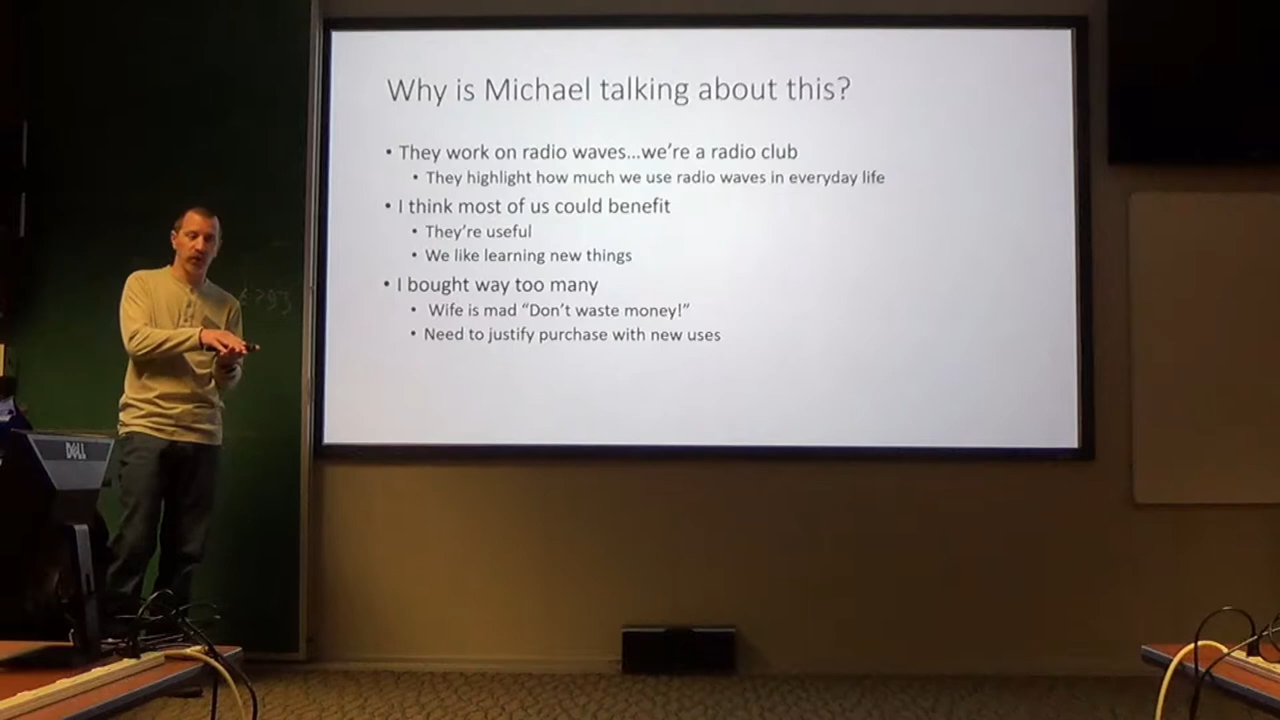 Why is Michael talking about this?
• They work on radio waves...we're a radio club
• They highlight how much we use radio waves in everyday life
• I think most of us could benefit
• They're useful
• We like learning new things
• I bought way too many
• Wife is mad "Don't waste money!"
• Need to justify purchase with new uses
DELL